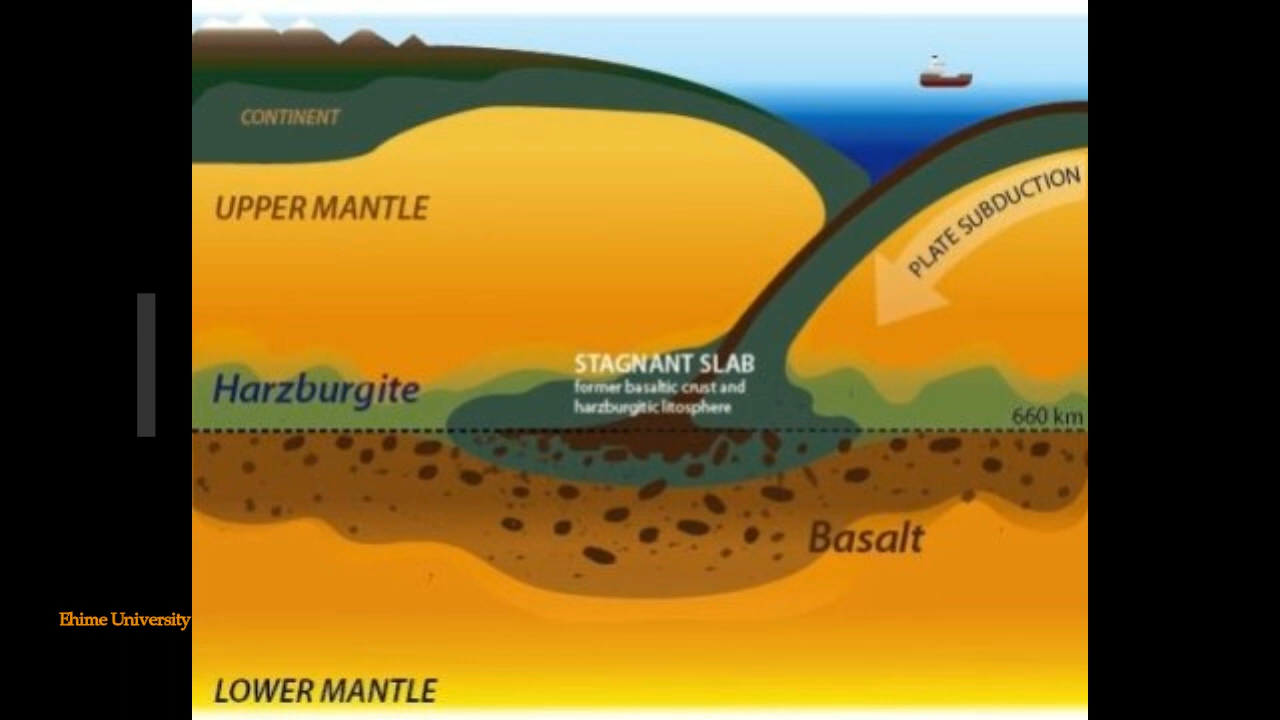 CONTINENT
UPPER MANTLE
PLATE SUBDUCTION
STAGNANT SLAB
former basaltic crust and
harzburgitic litosphere
Harzburgite
660 km
Basalt
Ehime University
LOWER MANTLE